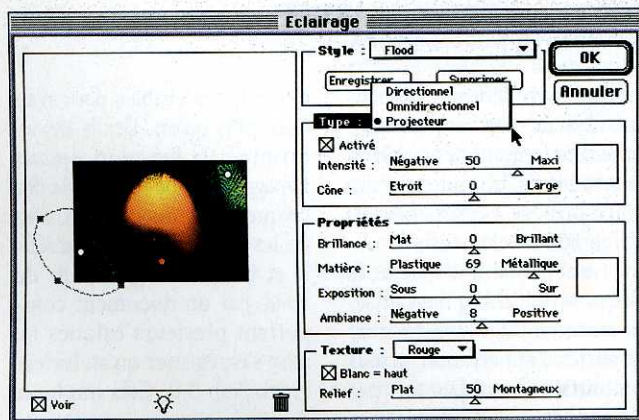 Eclairage
Style : Flood
OK
Enregistrer Supprimer
Annuler
Directionnel
Omnidirectionnel
Projecteur
Type :
Activé
Intensité : Négative 50 Maxi
Cône Etroit 0 Large
Propriétés
Brillance : Mat 0 Brillant
Matière : Plastique 69 Métallique
Exposition : Sous 0 Sur
Ambiance : Négative 8 Positive
Texture : Rouge
Blanc = haut
Relief : Plat 50 Montagneux
Voir